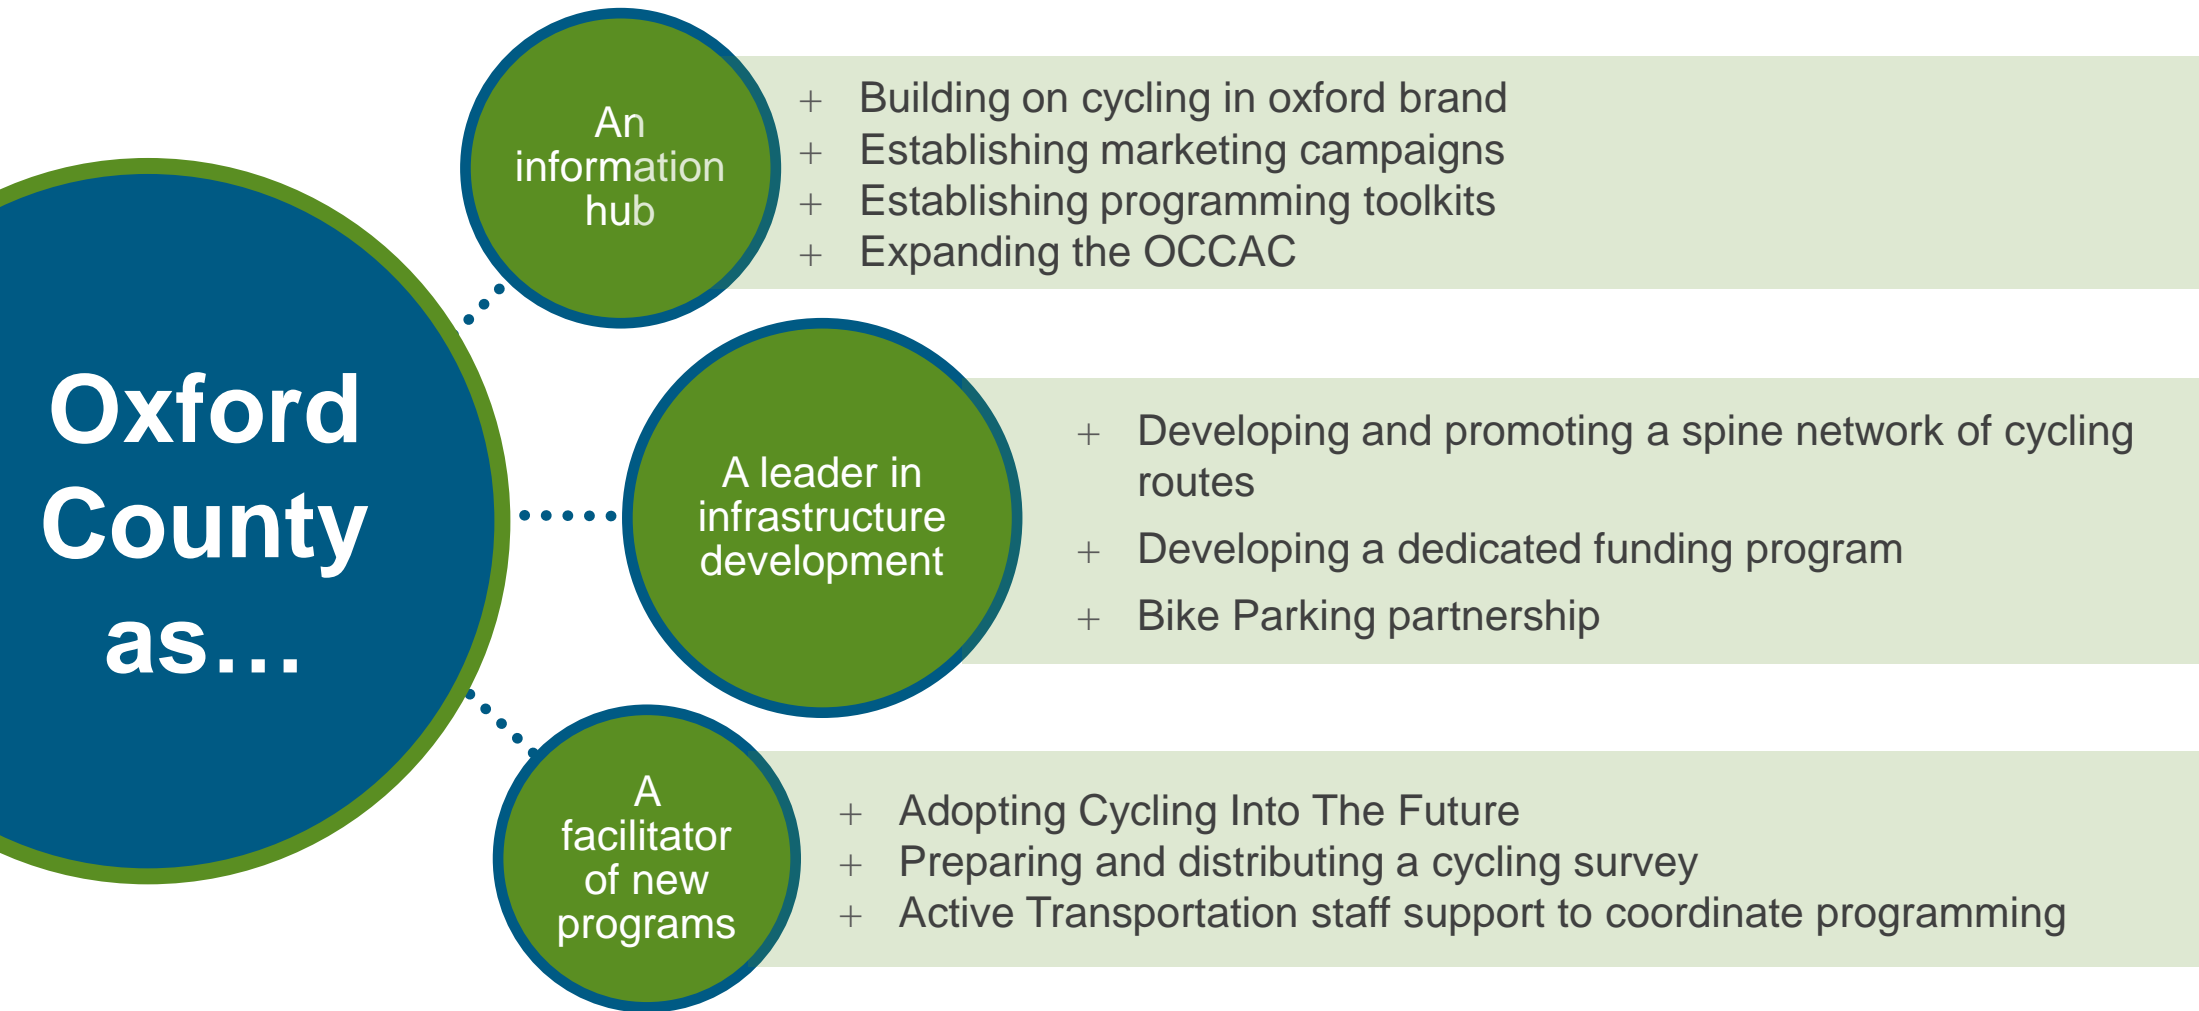 Oxford
County
as…
An
information
hub
+ Building on cycling in oxford brand
+ Establishing marketing campaigns
+ Establishing programming toolkits
+ Expanding the OCCAC
A leader in
infrastructure
development
+ Developing and promoting a spine network of cycling
routes
+ Developing a dedicated funding program
+ Bike Parking partnership
A
facilitator
of new
programs
+ Adopting Cycling Into The Future
+ Preparing and distributing a cycling survey
+ Active Transportation staff support to coordinate programming